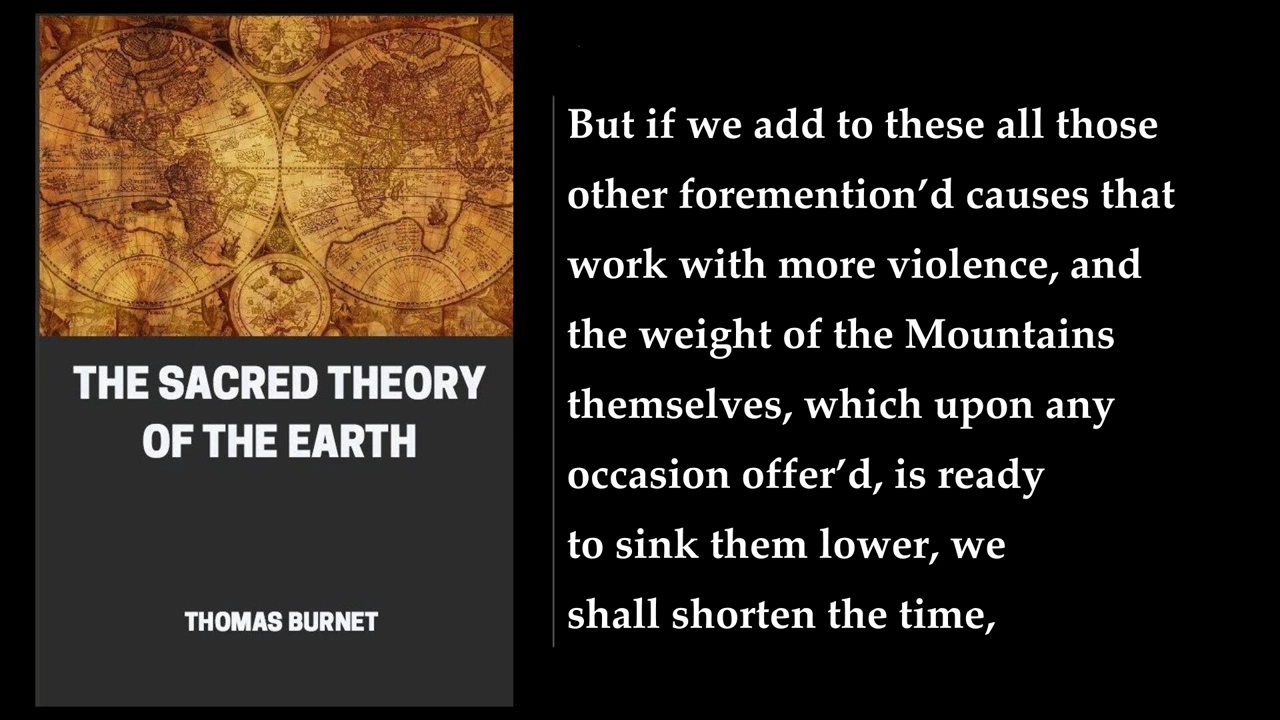 THE SACRED THEORY
OF THE EARTH
THOMAS BURNET
But if we add to these all those
other foremention’d causes that
work with more violence, and
the weight of the Mountains
themselves, which upon any
occasion offer’d, is ready
to sink them lower, we
shall shorten the time,